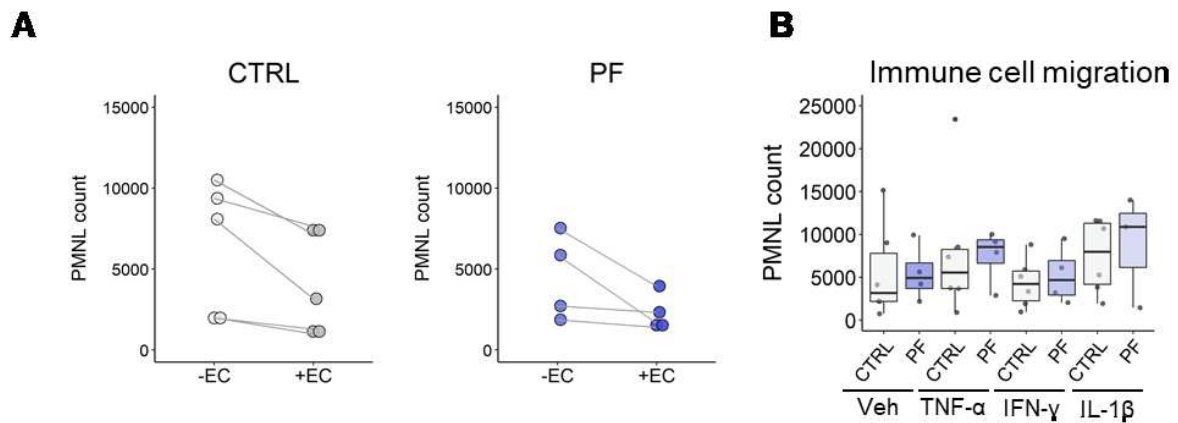 A
B
CTRL
PF
Immune cell migration
PMNL count
15000
10000
5000
0
-EC
+EC
PMNL count
15000
10000
5000
0
-EC
+EC
PMNL count
25000
20000
15000
10000
5000
0
CTRL
PF
CTRL
PF
CTRL
PF
CTRL
PF
Veh
TNF-α
IFN-γ
IL-1β